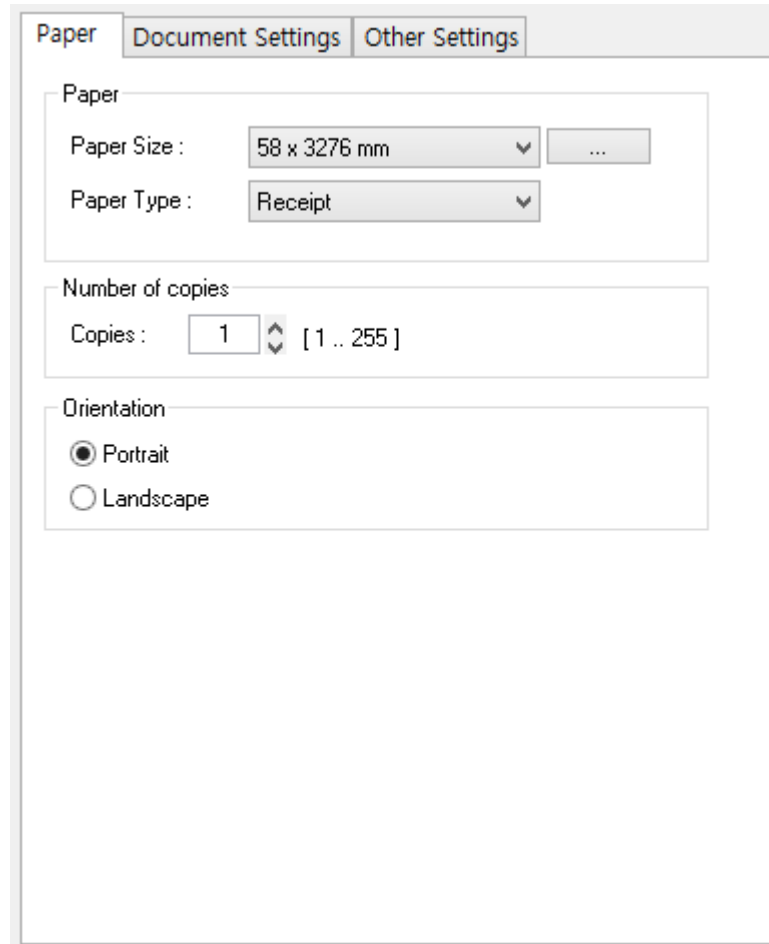 Paper Document Settings Other Settings
Paper
Paper Size : 58 x 3276 mm ...
Paper Type : Receipt
Number of copies
Copies : 1 [ 1 .. 255 ]
Orientation
Portrait
Landscape